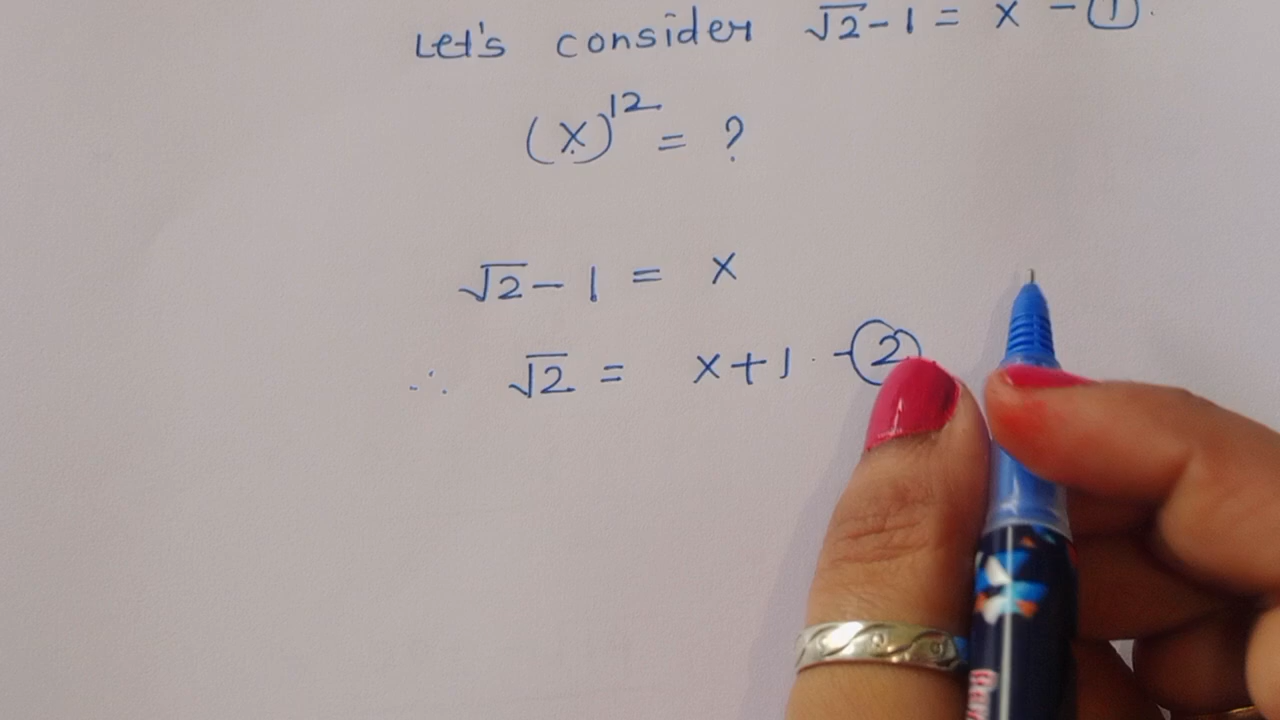 Let's consider √2-1 = x - ①.
(x)¹² = ?
√2 - 1 = x
∴ √2 = x+1 - ②